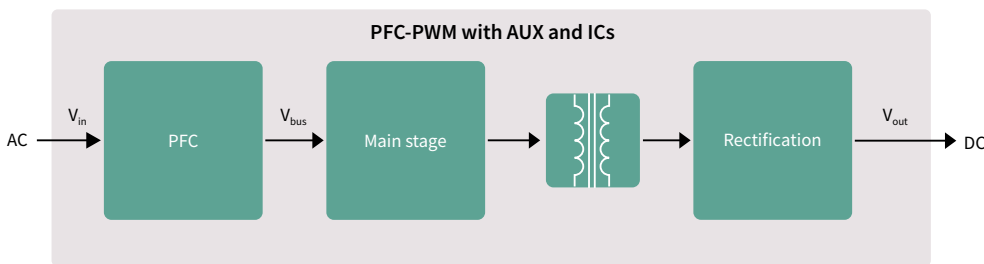 PFC-PWM with AUX and ICs
AC
Vin
PFC
Vbus
Main stage
Rectification
Vout
DC